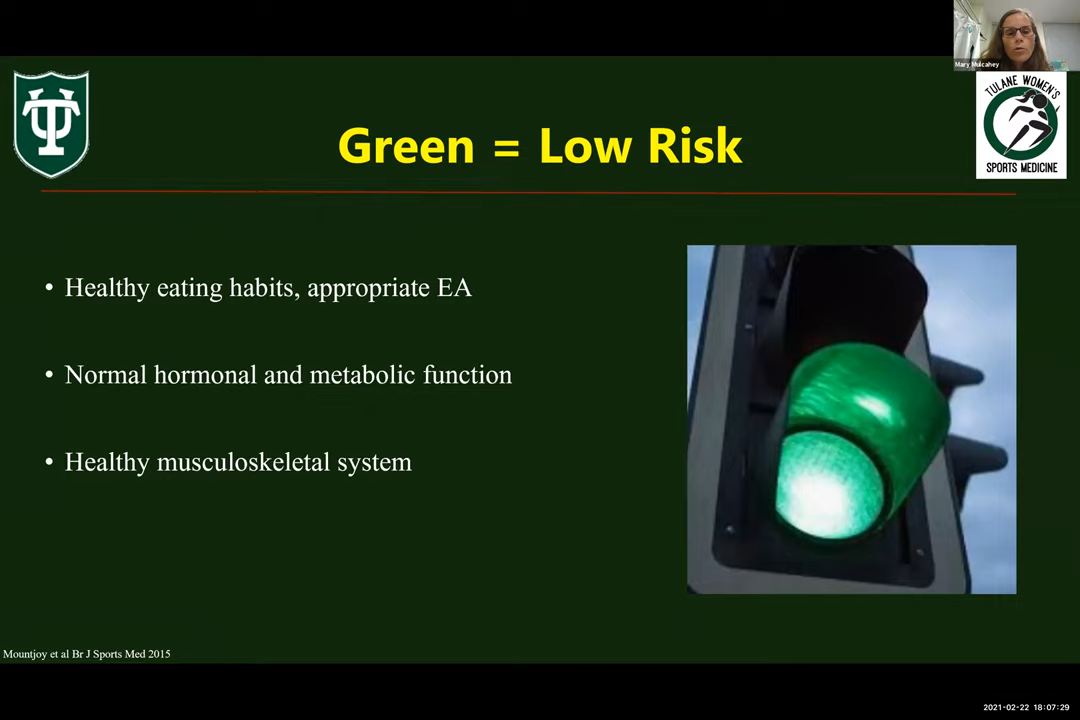 Mary Mulcahey
TULANE WOMEN'S
SPORTS MEDICINE
Green = Low Risk
• Healthy eating habits, appropriate EA
• Normal hormonal and metabolic function
• Healthy musculoskeletal system
Mountjoy et al Br J Sports Med 2015
2021-02-22 18:07:29